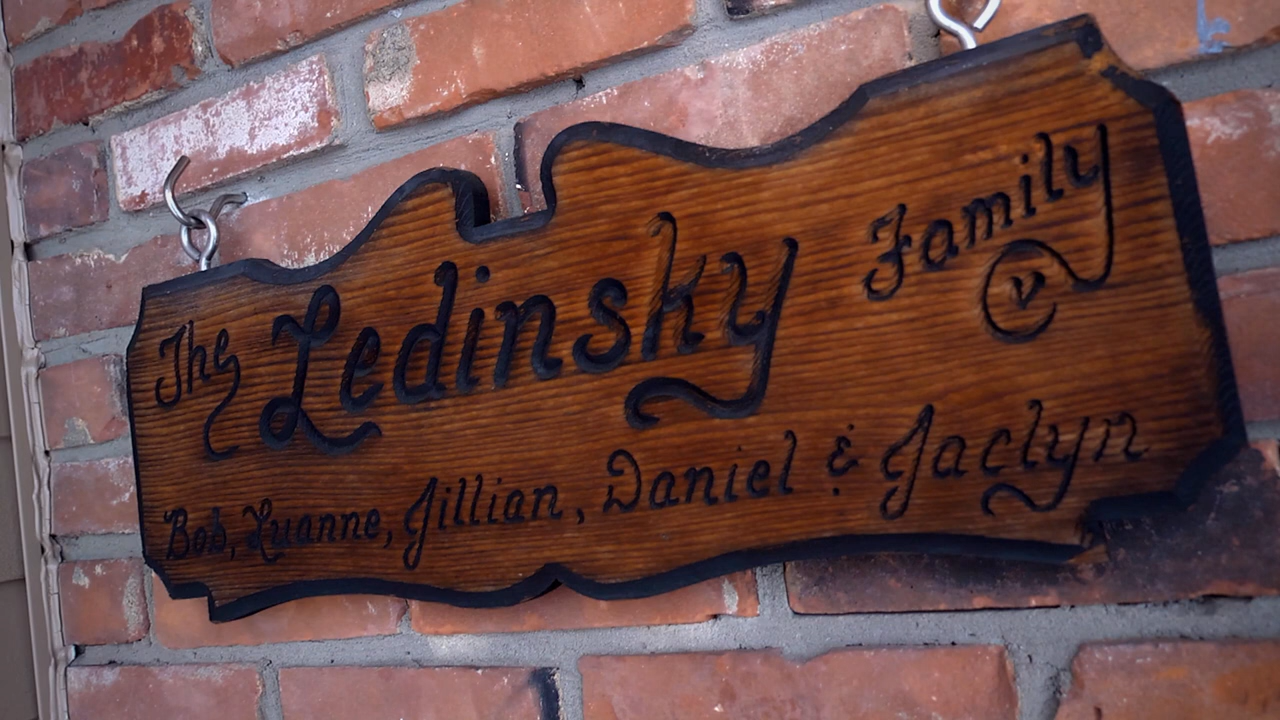 The Ledinsky Family
V
Bob, Luanne, Jillian, Daniel & Jaclyn